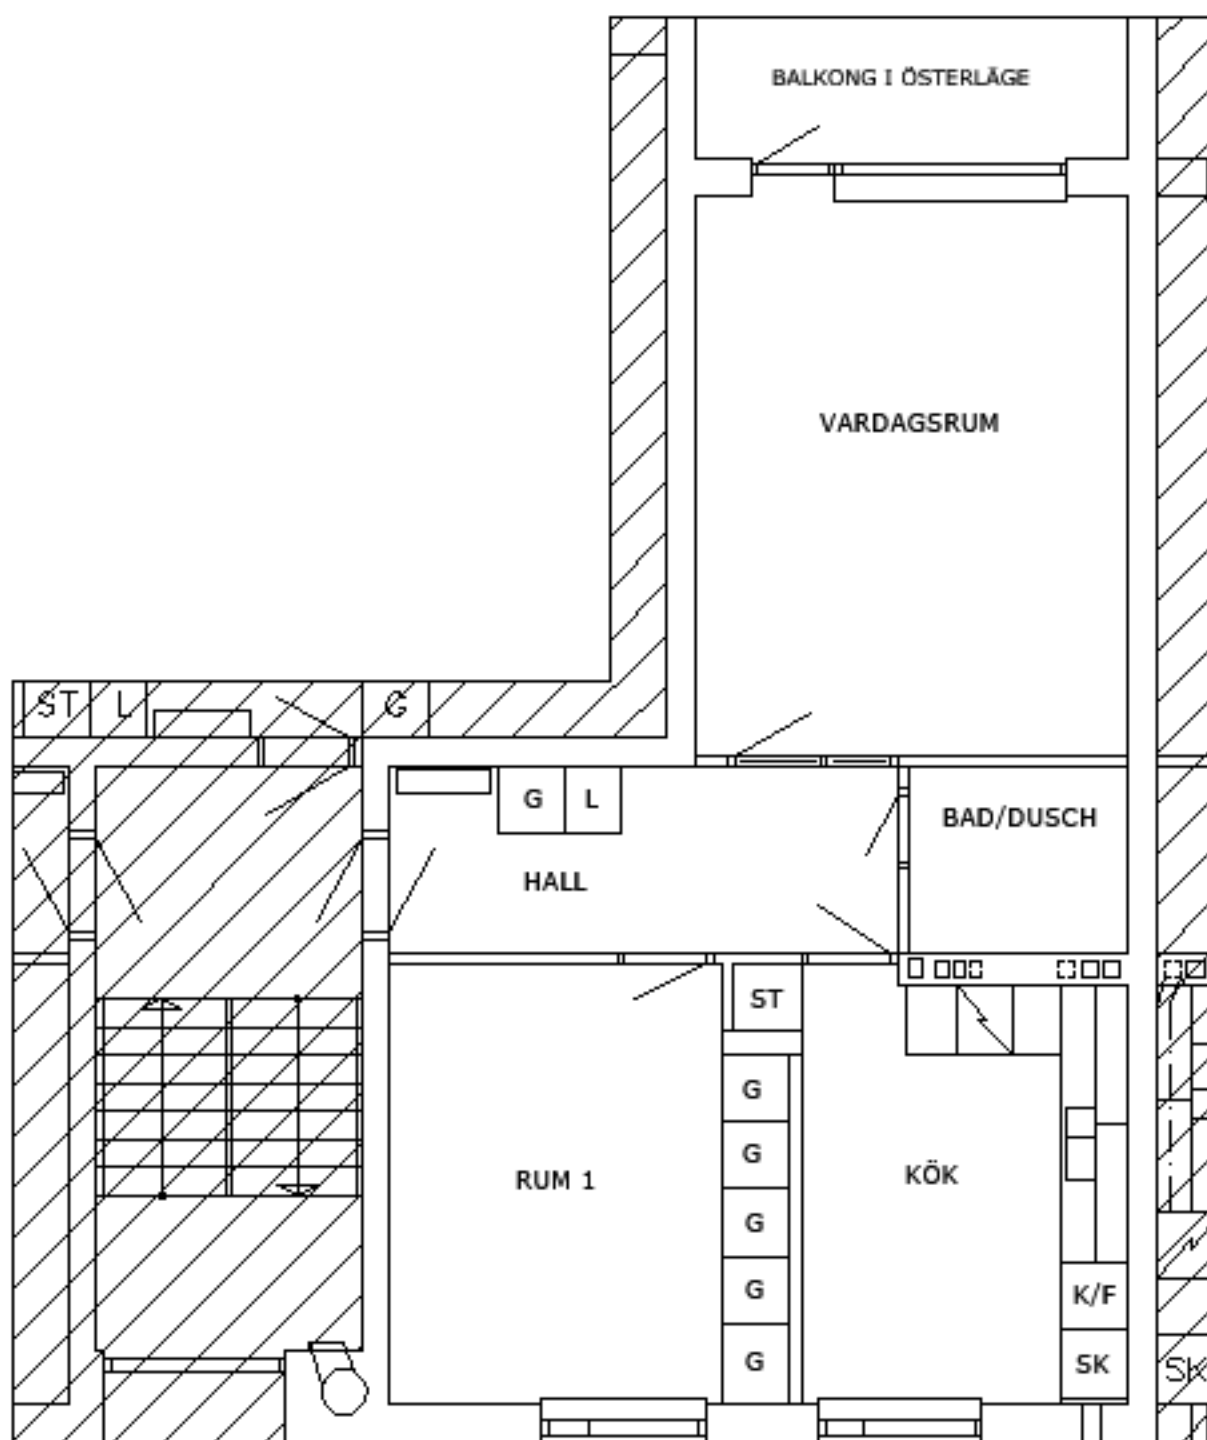 BALKONG I ÖSTERLÄGE
VARDAGSRUM
ST L G
G L
BAD/DUSCH
HALL
ST
G
G
RUM 1
KÖK
G
G
K/F
G
SK
SK